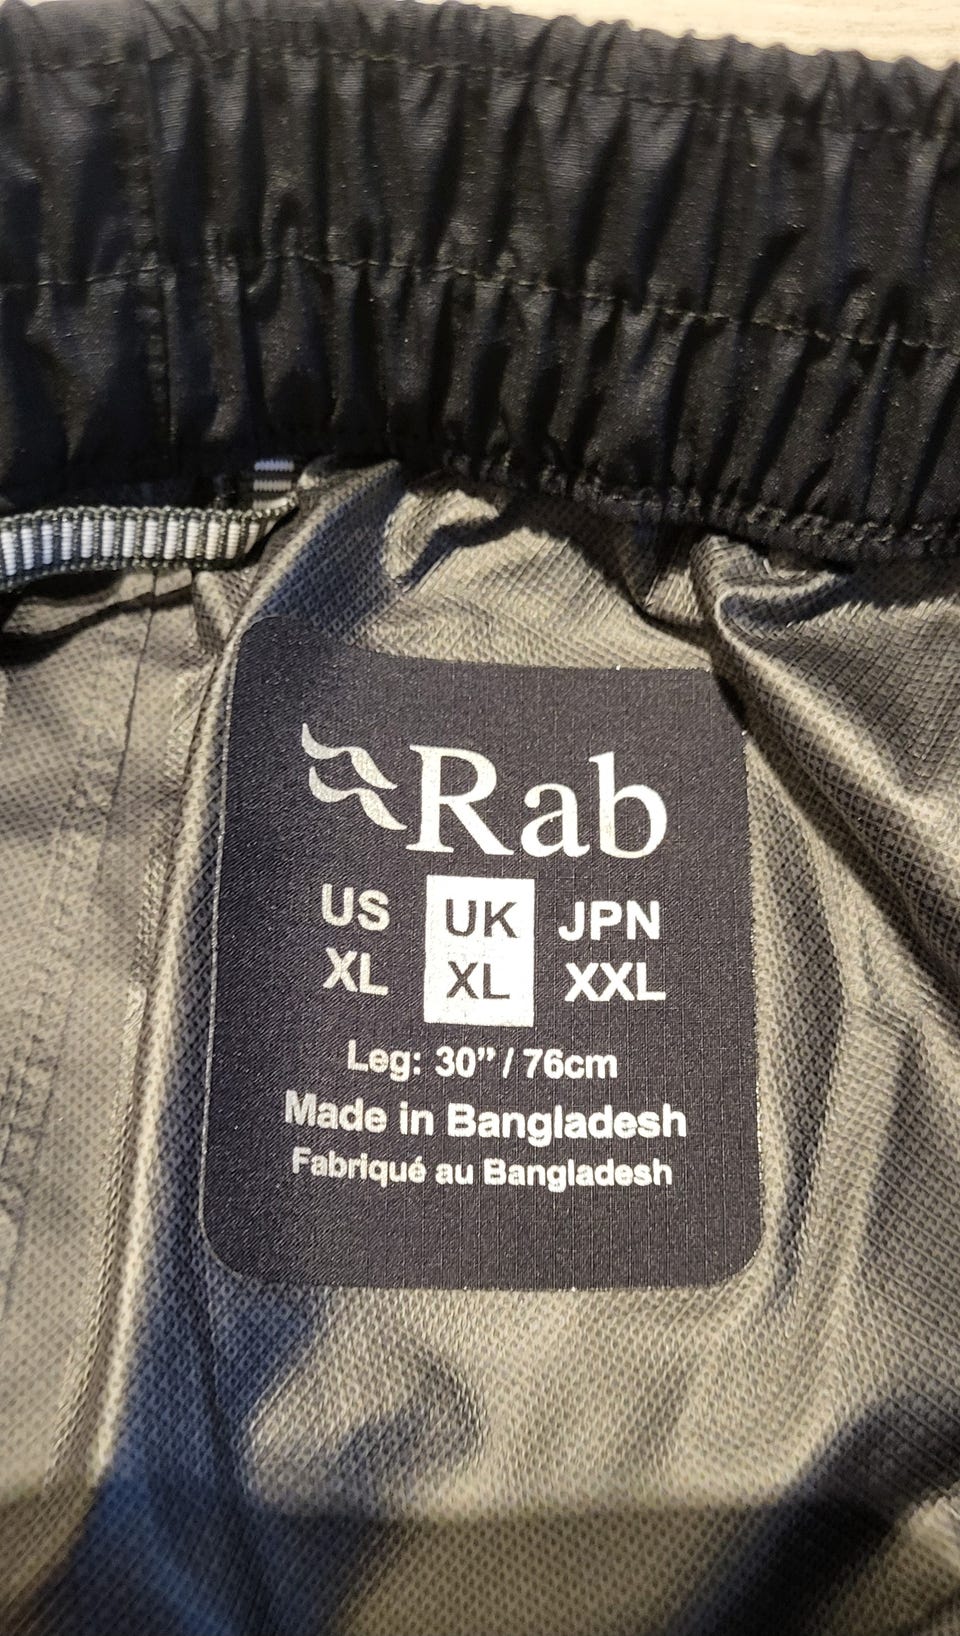 Rab
US UK JPN
XL XL XXL
Leg: 30” / 76cm
Made in Bangladesh
Fabriqué au Bangladesh